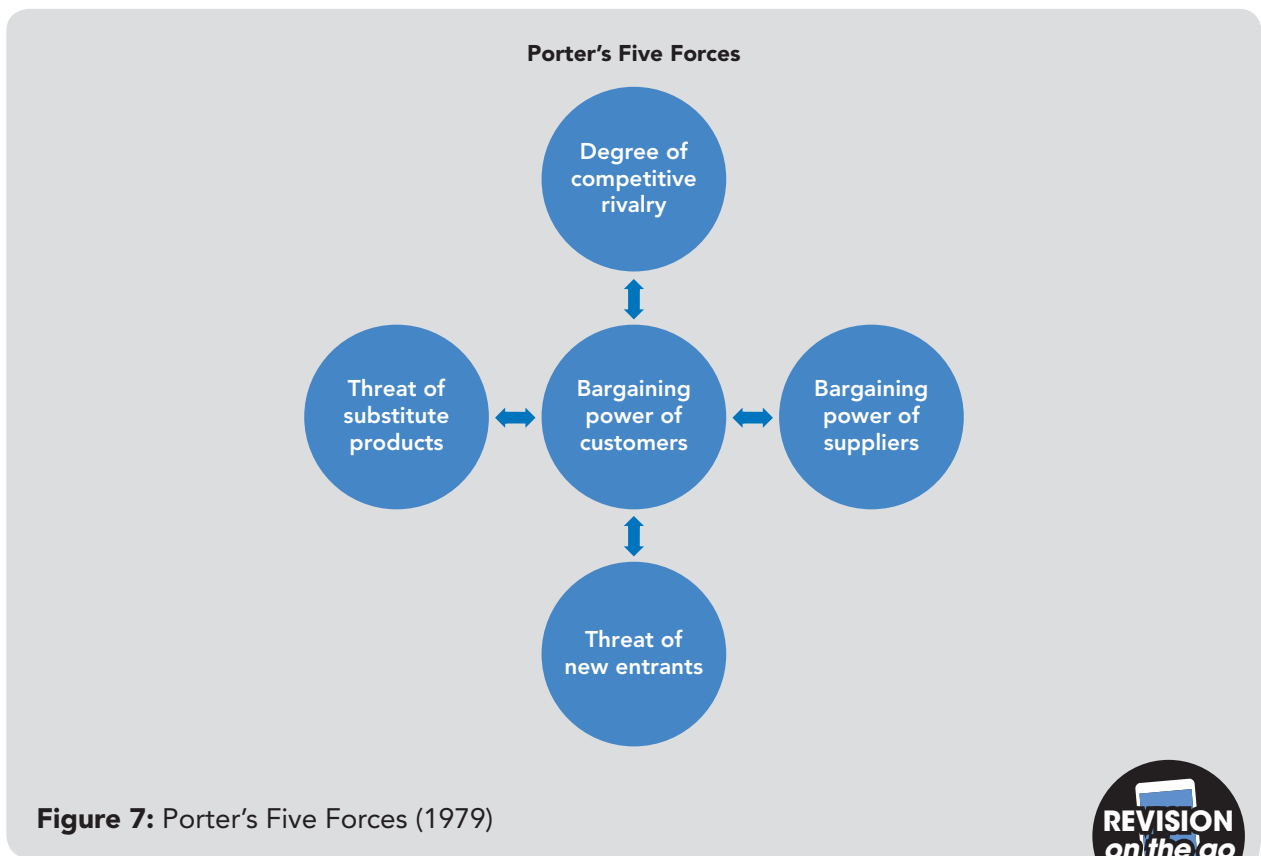 Porter's Five Forces
Degree of
competitive
rivalry
Threat of
substitute
products
Bargaining
power of
customers
Bargaining
power of
suppliers
Threat of
new entrants
Figure 7: Porter's Five Forces (1979)
REVISION
on the go